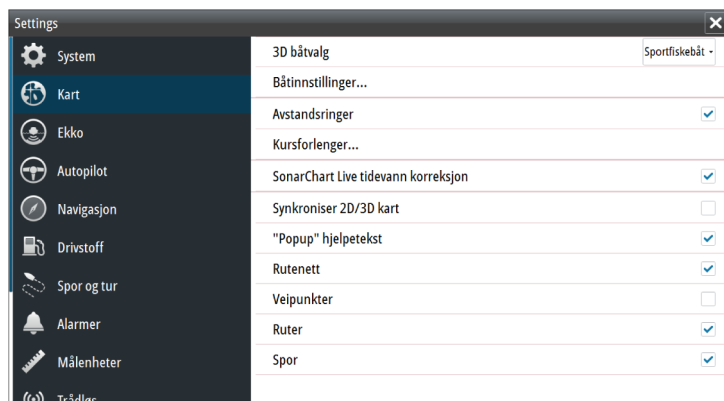 Settings
System
Kart
Ekko
Autopilot
Navigasjon
Drivstoff
Spor og tur
Alarmer
Målenheter
Trådløs
3D båtvalg
Sportfiskebåt
Båtinnstillinger...
Avstandsringer
Kursforlenger...
SonarChart Live tidevann korreksjon
Synkroniser 2D/3D kart
"Popup" hjelpetekst
Rutenett
Veipunkter
Ruter
Spor